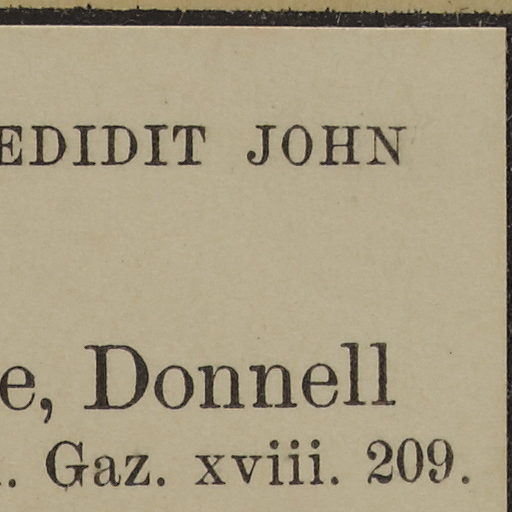 EDIDIT JOHN
e, Donnell
. Gaz. xviii. 209.